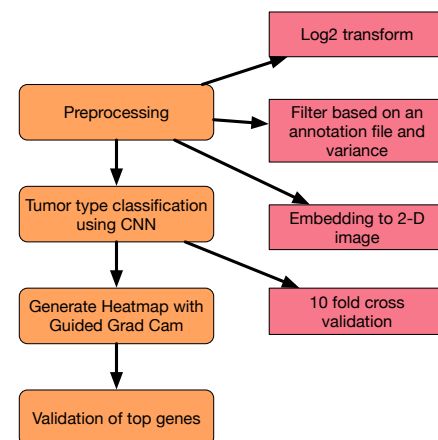 Log2 transform
Preprocessing
Filter based on an
annotation file and
variance
Tumor type classification
using CNN
Embedding to 2-D
image
Generate Heatmap with
Guided Grad Cam
10 fold cross
validation
Validation of top genes